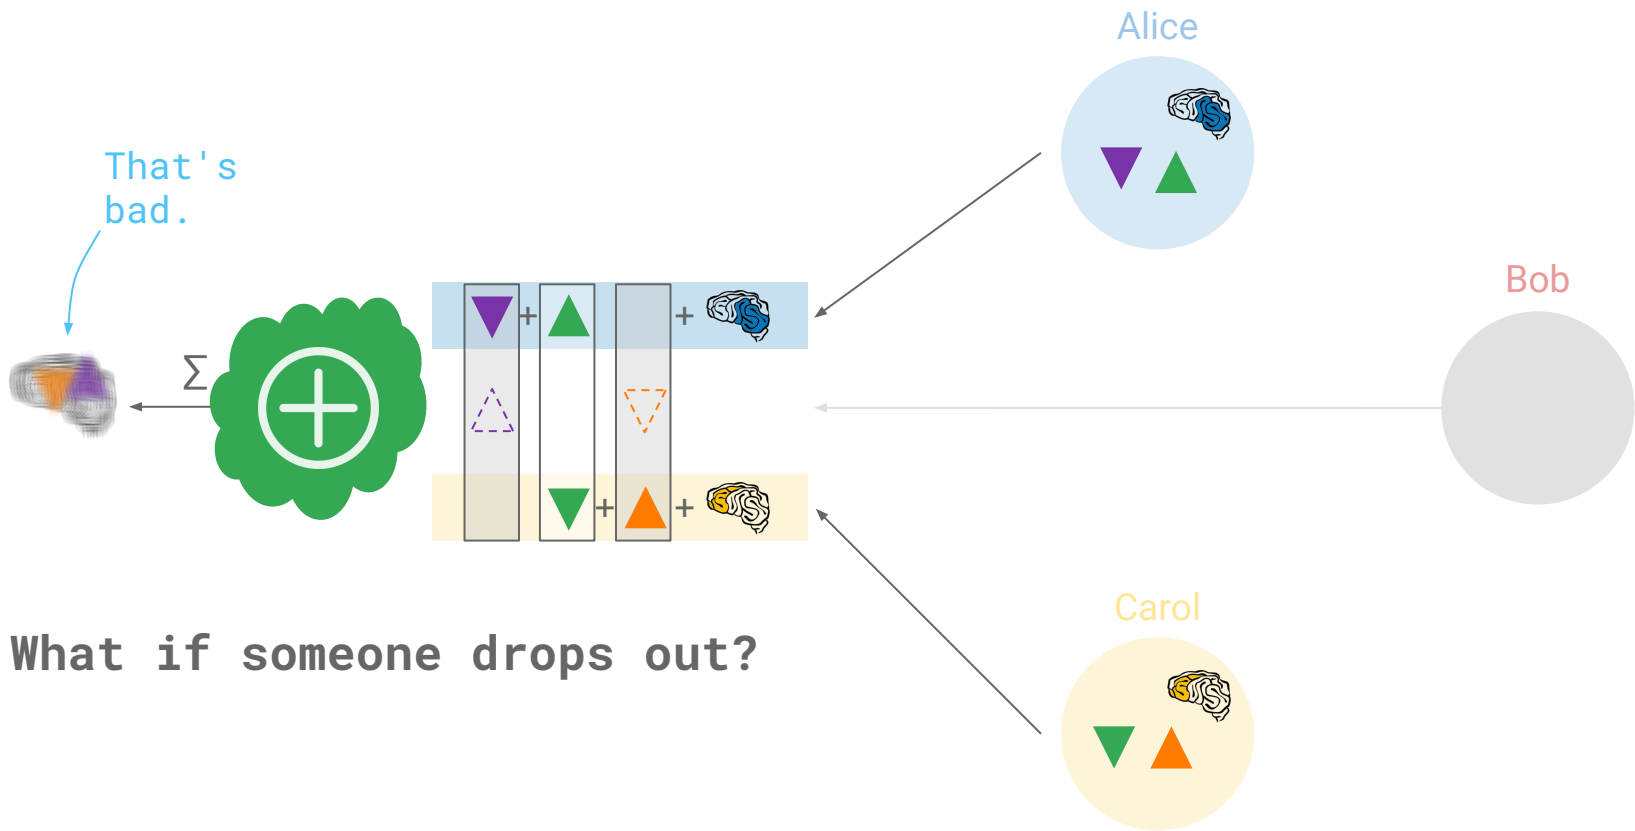 Alice
That's
bad.
Bob
+
+
∑
+
+
Carol
What if someone drops out?